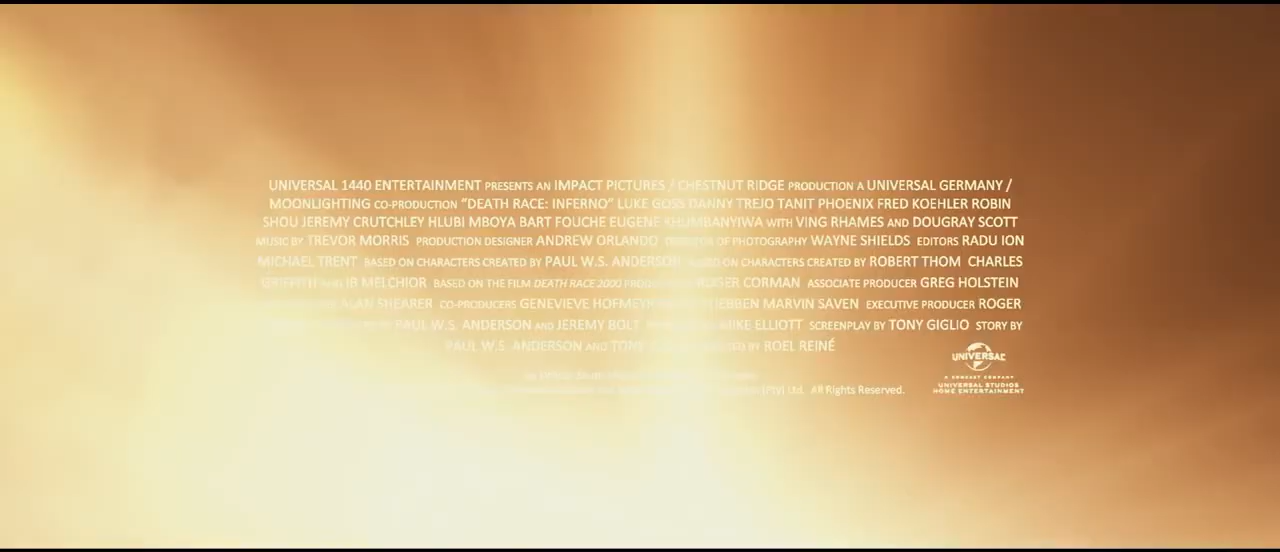 UNIVERSAL 1440 ENTERTAINMENT PRESENTS AN IMPACT PICTURES / CHESTNUT RIDGE PRODUCTION A UNIVERSAL GERMANY /
MOONLIGHTING CO-PRODUCTION “DEATH RACE: INFERNO” LUKE GOSS DANNY TREJO TANIT PHOENIX FRED KOEHLER ROBIN
SHOU JEREMY CRUTCHLEY HLUBI MBOYA BART FOUCHE EUGENE KHUMBANYIWA WITH VING RHAMES AND DOUGRAY SCOTT
MUSIC BY TREVOR MORRIS PRODUCTION DESIGNER ANDREW ORLANDO DIRECTOR OF PHOTOGRAPHY WAYNE SHIELDS EDITORS RADU ION
MICHAEL TRENT BASED ON CHARACTERS CREATED BY PAUL W.S. ANDERSON BASED ON CHARACTERS CREATED BY ROBERT THOM CHARLES
GRIFFITH AND IB MELCHIOR BASED ON THE FILM DEATH RACE 2000 ROGER CORMAN ASSOCIATE PRODUCER GREG HOLSTEIN
ALAN SHEARER CO-PRODUCERS GENEVIEVE HOFMEYR MARVIN SAVEN EXECUTIVE PRODUCER ROGER
PAUL W.S. ANDERSON AND JEREMY BOLT MIKE ELLIOTT SCREENPLAY BY TONY GIGLIO STORY BY
PAUL W.S. ANDERSON AND TONY BY ROEL REINÉ
UNIVERSAL
A COMCAST COMPANY
(Pty) Ltd. All Rights Reserved.
UNIVERSAL STUDIOS
HOME ENTERTAINMENT